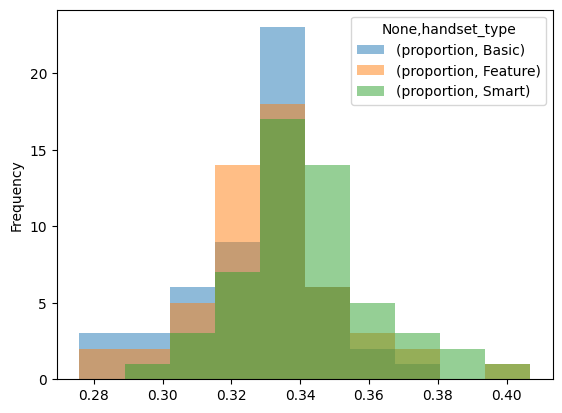 None,handset_type
(proportion, Basic)
(proportion, Feature)
(proportion, Smart)
Frequency
20
15
10
5
0
0.28 0.30 0.32 0.34 0.36 0.38 0.40